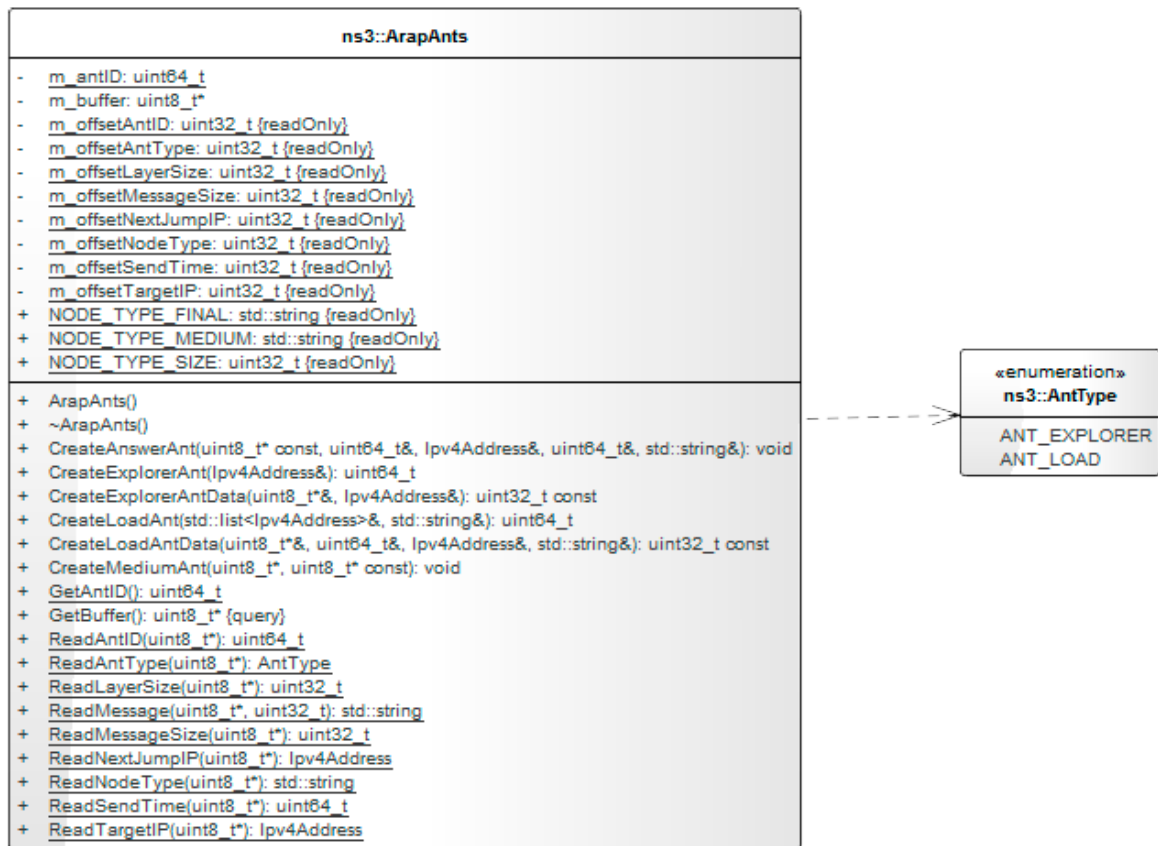 ns3::ArapAnts
- m_antID: uint64_t
- m_buffer: uint8_t*
- m_offsetAntID: uint32_t {readOnly}
- m_offsetAntType: uint32_t {readOnly}
- m_offsetLayerSize: uint32_t {readOnly}
- m_offsetMessageSize: uint32_t {readOnly}
- m_offsetNextJumpIP: uint32_t {readOnly}
- m_offsetNodeType: uint32_t {readOnly}
- m_offsetSendTime: uint32_t {readOnly}
- m_offsetTargetIP: uint32_t {readOnly}
+ NODE_TYPE_FINAL: std::string {readOnly}
+ NODE_TYPE_MEDIUM: std::string {readOnly}
+ NODE_TYPE_SIZE: uint32_t {readOnly}
+ ArapAnts()
+ ~ArapAnts()
+ CreateAnswerAnt(uint8_t* const, uint64_t&, Ipv4Address&, uint64_t&, std::string&): void
+ CreateExplorerAnt(Ipv4Address&): uint64_t
+ CreateExplorerAntData(uint8_t*&, Ipv4Address&): uint32_t const
+ CreateLoadAnt(std::list<Ipv4Address>&, std::string&): uint64_t
+ CreateLoadAntData(uint8_t*&, uint64_t&, Ipv4Address&, std::string&): uint32_t const
+ CreateMediumAnt(uint8_t*, uint8_t* const): void
+ GetAntID(): uint64_t
+ GetBuffer(): uint8_t* {query}
+ ReadAntID(uint8_t*): uint64_t
+ ReadAntType(uint8_t*): AntType
+ ReadLayerSize(uint8_t*): uint32_t
+ ReadMessage(uint8_t*, uint32_t): std::string
+ ReadMessageSize(uint8_t*): uint32_t
+ ReadNextJumpIP(uint8_t*): Ipv4Address
+ ReadNodeType(uint8_t*): std::string
+ ReadSendTime(uint8_t*): uint64_t
+ ReadTargetIP(uint8_t*): Ipv4Address
«enumeration»
ns3::AntType
ANT_EXPLORER
ANT_LOAD